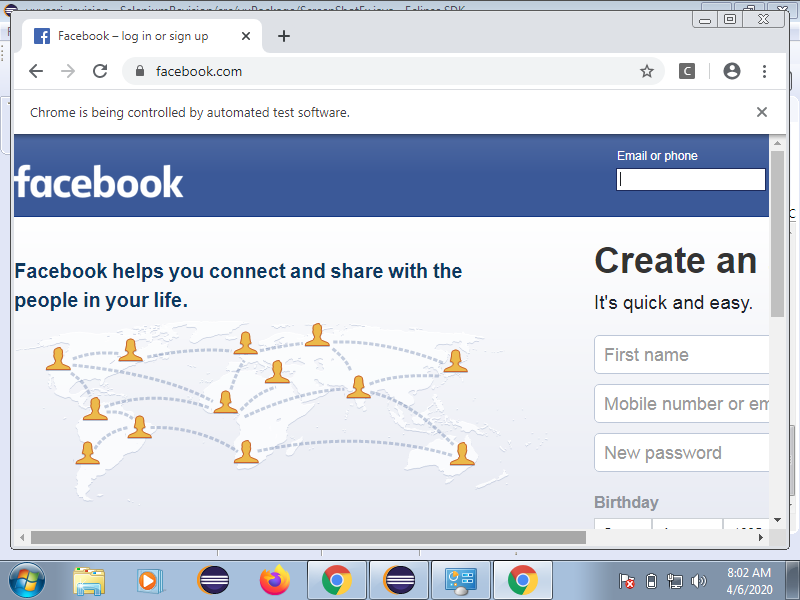 Facebook – log in or sign up
facebook.com
C
Chrome is being controlled by automated test software.
facebook
Email or phone
Facebook helps you connect and share with the
people in your life.
Create an
It's quick and easy.
First name
Mobile number or em
New password
Birthday
8:02 AM
4/6/2020